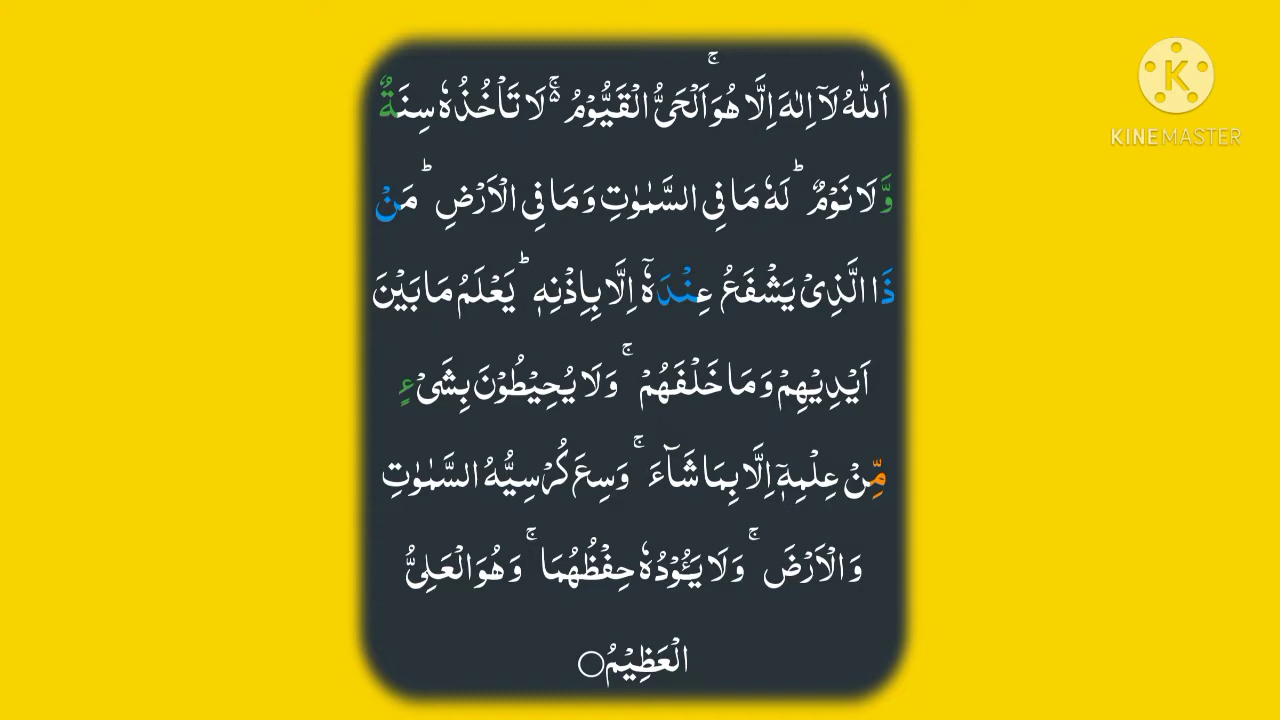 اَللّٰهُ لَاۤ اِلٰهَ اِلَّا هُوَۚ اَلْحَیُّ الْقَیُّوْمُ ۬ۚ لَا تَاْخُذُهٗ سِنَةٌ
وَّ لَا نَوْمٌ ؕ لَهٗ مَا فِی السَّمٰوٰتِ وَ مَا فِی الْاَرْضِ ؕ مَنْ
ذَا الَّذِیْ یَشْفَعُ عِنْدَهٗۤ اِلَّا بِاِذْنِهٖ ؕ یَعْلَمُ مَا بَیْنَ
اَیْدِیْهِمْ وَ مَا خَلْفَهُمْ ۚ وَ لَا یُحِیْطُوْنَ بِشَیْءٍ
مِّنْ عِلْمِهٖۤ اِلَّا بِمَا شَآءَ ۚ وَسِعَ كُرْسِیُّهُ السَّمٰوٰتِ
وَ الْاَرْضَ ۚ وَ لَا یَـُٔوْدُهٗ حِفْظُهُمَا ۚ وَ هُوَ الْعَلِیُّ
الْعَظِیْمُ○
KINEMASTER